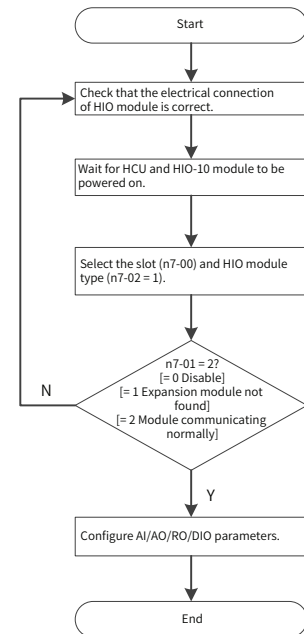 Start
Check that the electrical connection
of HIO module is correct.
Wait for HCU and HIO-10 module to be
powered on.
Select the slot (n7-00) and HIO module
type (n7-02 = 1).
n7-01 = 2?
[= 0 Disable]
[= 1 Expansion module not
found]
[= 2 Module communicating
normally]
N
Y
Configure AI/AO/RO/DIO parameters.
End